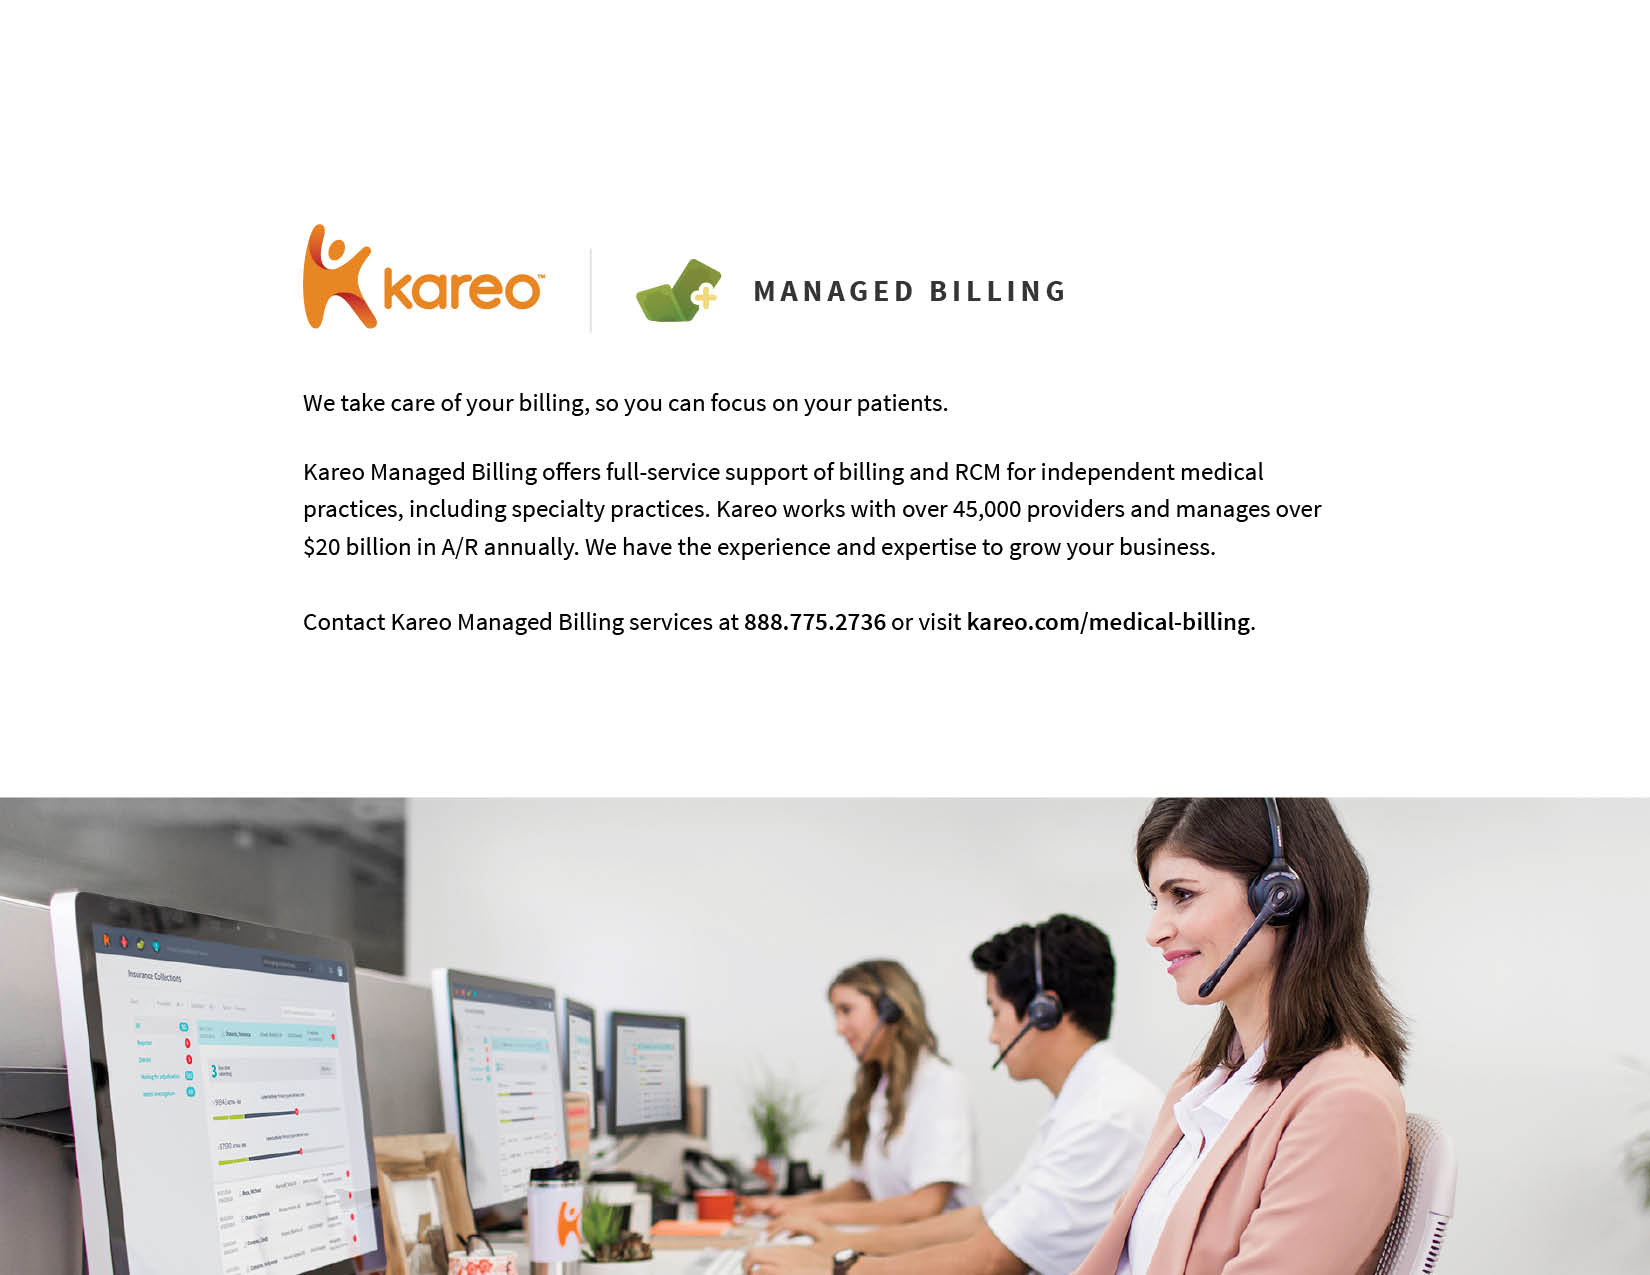 kareo™
MANAGED BILLING
We take care of your billing, so you can focus on your patients.
Kareo Managed Billing offers full-service support of billing and RCM for independent medical
practices, including specialty practices. Kareo works with over 45,000 providers and manages over
$20 billion in A/R annually. We have the experience and expertise to grow your business.
Contact Kareo Managed Billing services at 888.775.2736 or visit kareo.com/medical-billing.
Insurance Collections